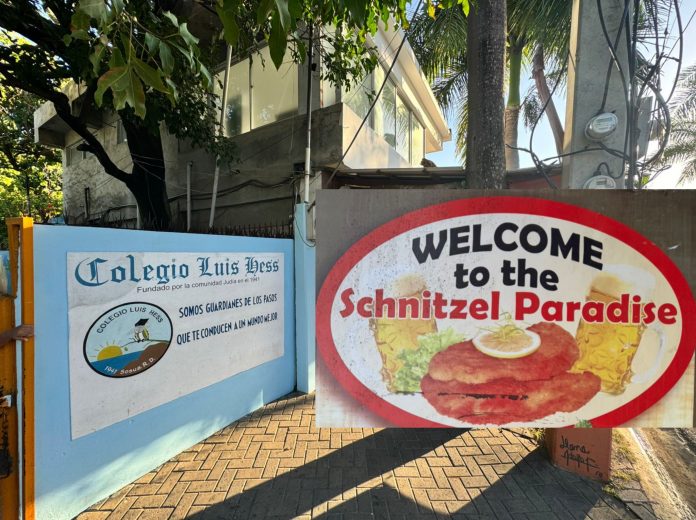 Colegio Luis Hess
Fundado por la comunidad Judía en el 1941
COLEGIO LUIS HESS
1941 Sosua R.D.
SOMOS GUARDIANES DE LOS PASOS
QUE TE CONDUCEN A UN MUNDO MEJOR
WELCOME
to the
Schnitzel Paradise